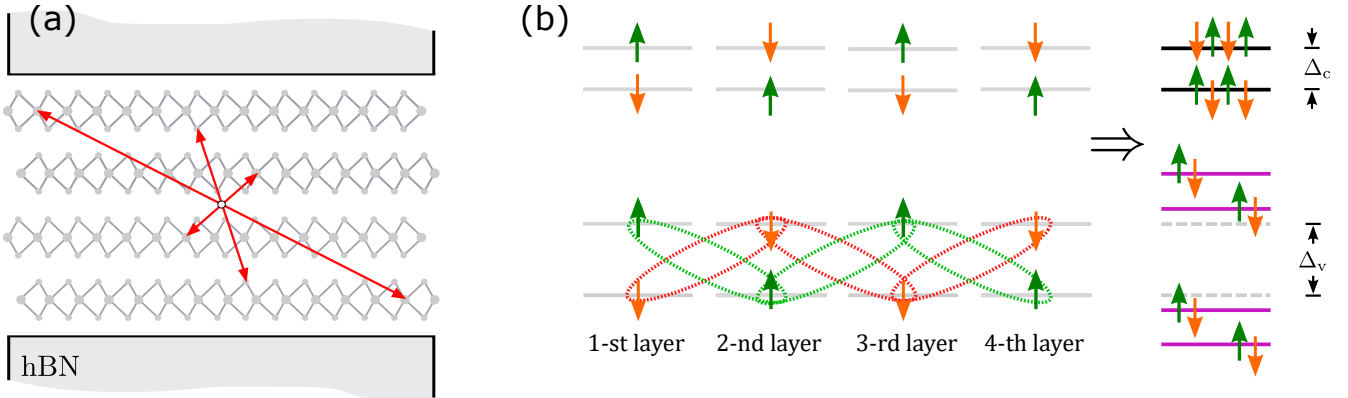 (a)
hBN
(b)
1-st layer
2-nd layer
3-rd layer
4-th layer
⇒
Δc
Δv